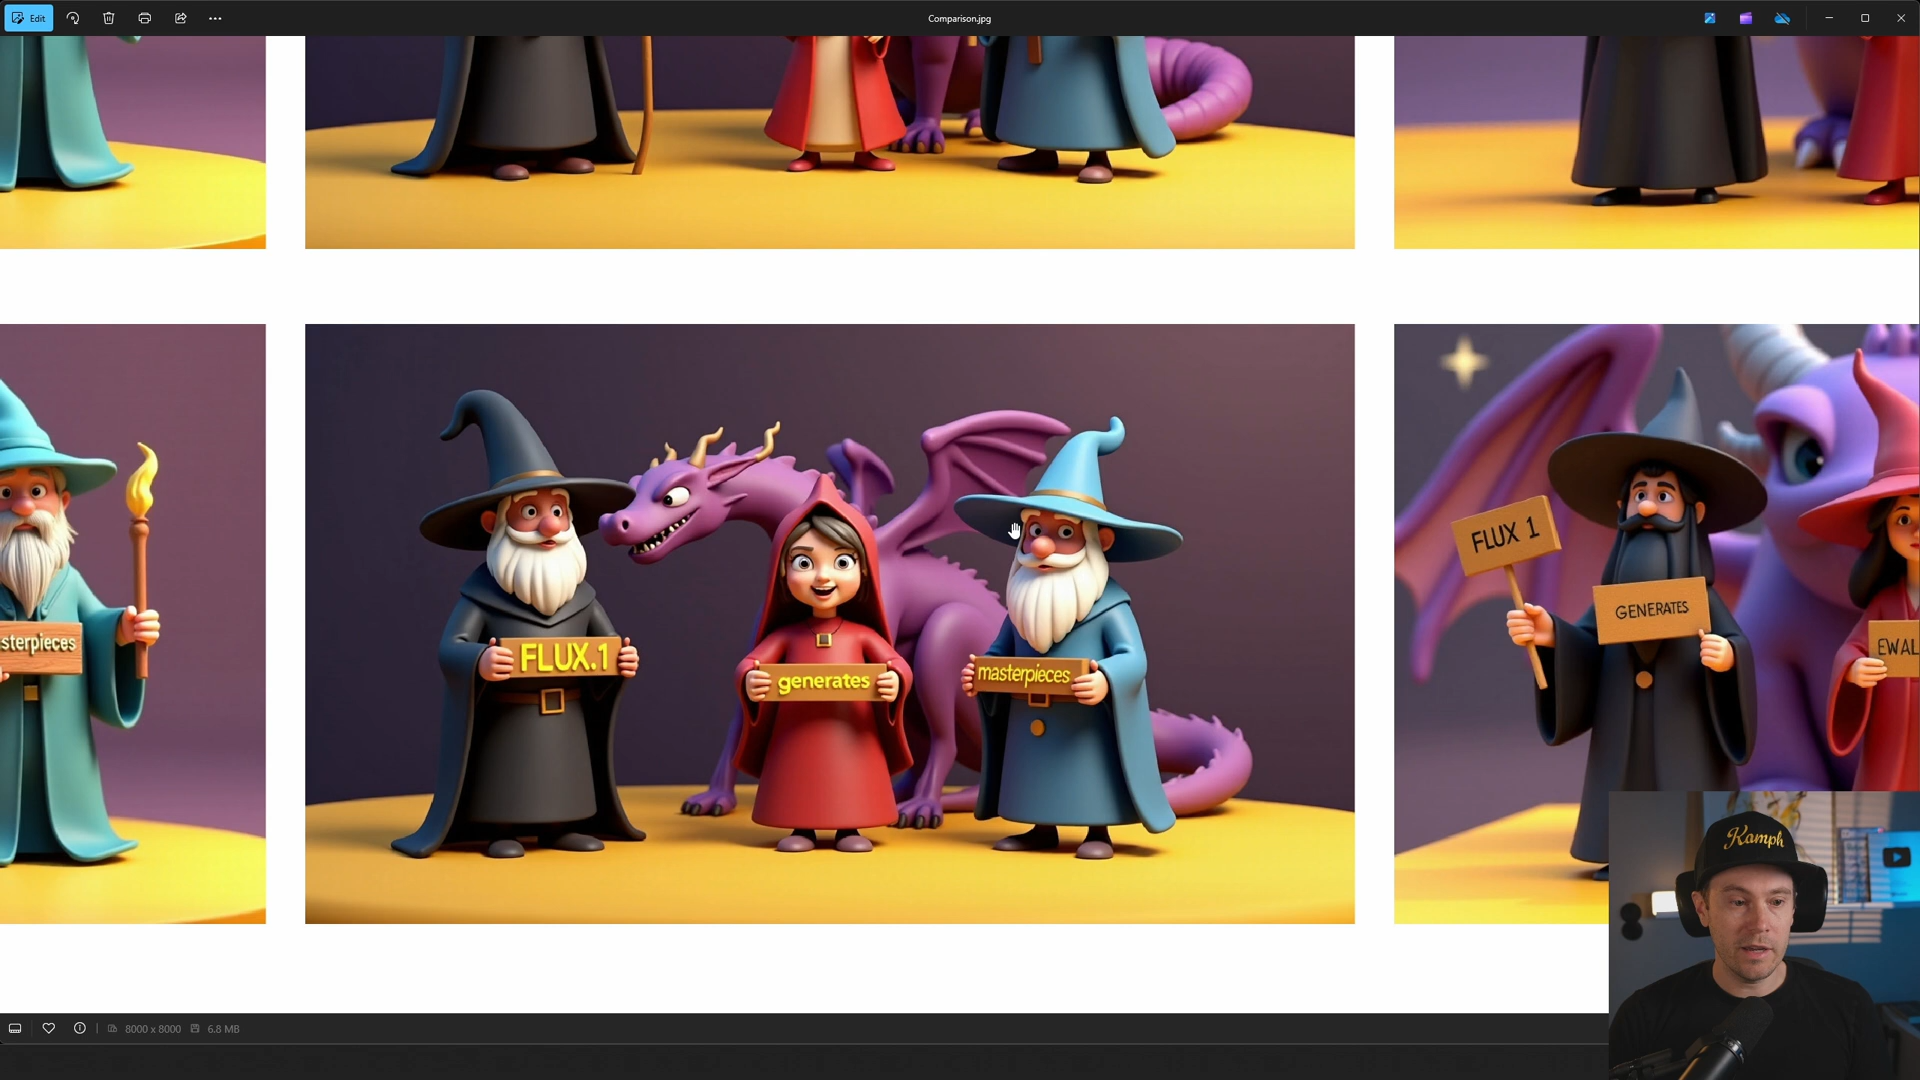 Edit
Comparison.jpg
FLUX.1
generates
masterpieces
sterpieces
FLUX 1
GENERATES
EWAL
Kamph
8000 x 8000
6.8 MB